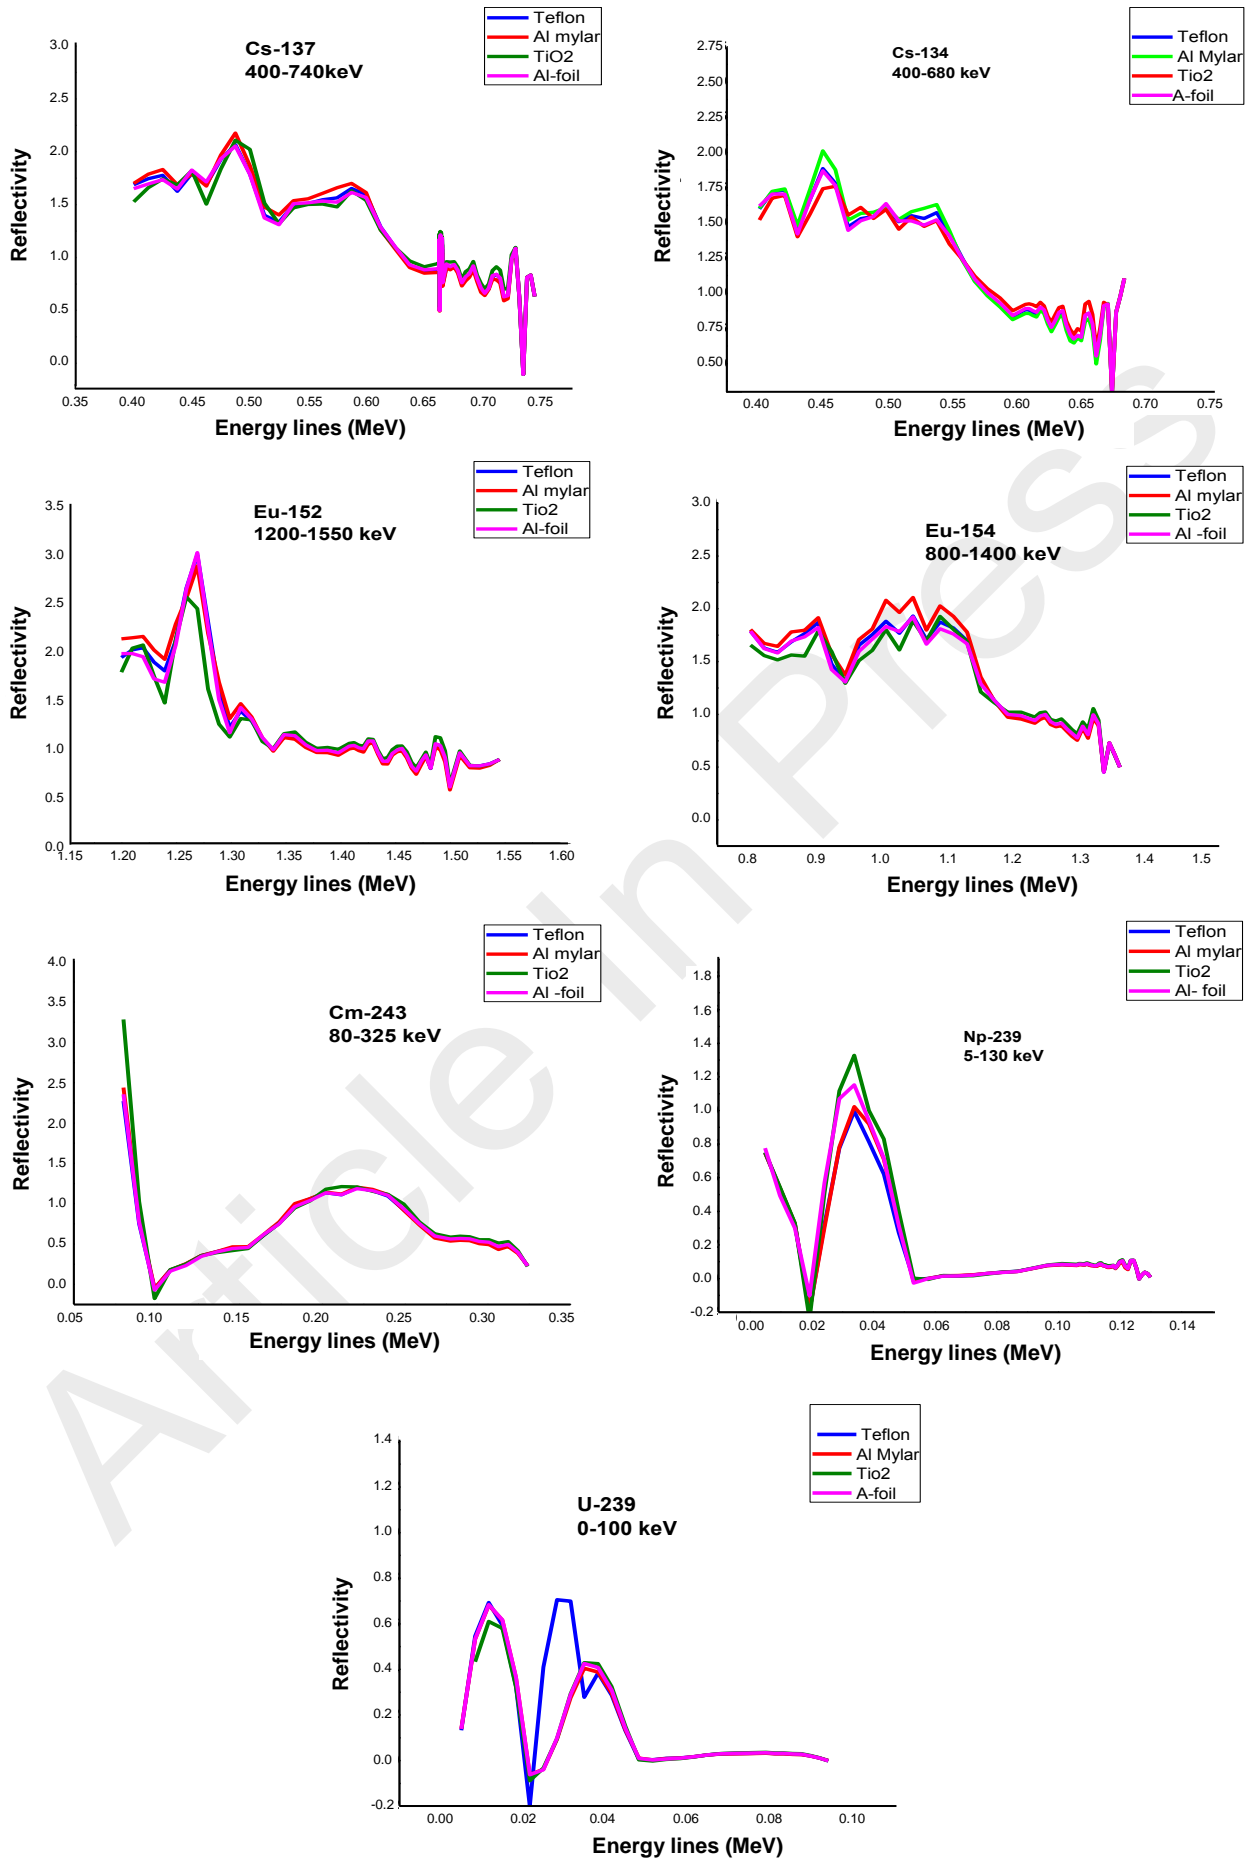 Teflon
Al mylar
TiO2
Al-foil
Cs-137
400-740keV
3.0
2.5
2.0
1.5
1.0
0.5
0.0
Reflectivity
0.35 0.40 0.45 0.50 0.55 0.60 0.65 0.70 0.75
Energy lines (MeV)
Teflon
Al Mylar
Tio2
A-foil
Cs-134
400-680 keV
2.75
2.50
2.25
2.00
1.75
1.50
1.25
1.00
0.75
0.50
Reflectivity
0.40 0.45 0.50 0.55 0.60 0.65 0.70 0.75
Energy lines (MeV)
Teflon
Al mylar
Tio2
Al-foil
Eu-152
1200-1550 keV
3.5
3.0
2.5
2.0
1.5
1.0
0.5
0.0
Reflectivity
1.15 1.20 1.25 1.30 1.35 1.40 1.45 1.50 1.55 1.60
Energy lines (MeV)
Teflon
Al mylar
Tio2
Al -foil
Eu-154
800-1400 keV
3.0
2.5
2.0
1.5
1.0
0.5
0.0
Reflectivity
0.8 0.9 1.0 1.1 1.2 1.3 1.4 1.5
Energy lines (MeV)
Teflon
Al mylar
Tio2
Al -foil
Cm-243
80-325 keV
4.0
3.5
3.0
2.5
2.0
1.5
1.0
0.5
0.0
Reflectivity
0.05 0.10 0.15 0.20 0.25 0.30 0.35
Energy lines (MeV)
Teflon
Al mylar
Tio2
Al- foil
Np-239
5-130 keV
1.8
1.6
1.4
1.2
1.0
0.8
0.6
0.4
0.2
0.0
-0.2
Reflectivity
0.00 0.02 0.04 0.06 0.08 0.10 0.12 0.14
Energy lines (MeV)
Teflon
Al Mylar
Tio2
A-foil
U-239
0-100 keV
1.4
1.2
1.0
0.8
0.6
0.4
0.2
0.0
-0.2
Reflectivity
0.00 0.02 0.04 0.06 0.08 0.10
Energy lines (MeV)
Article In Press